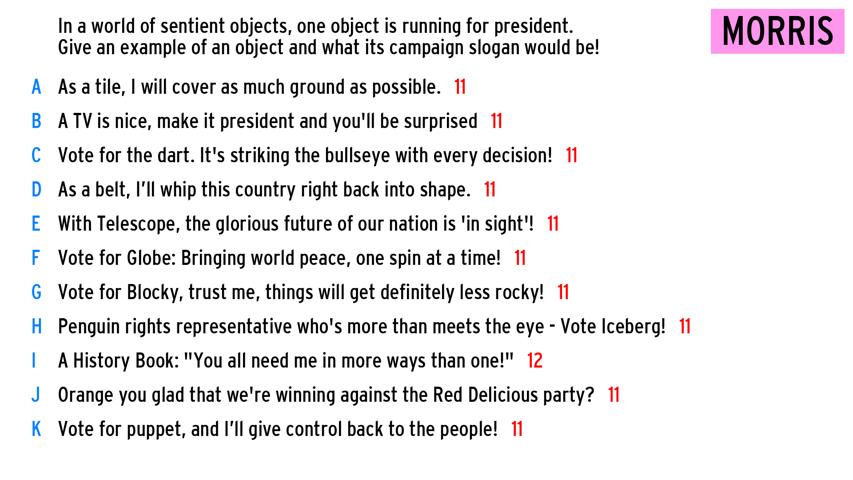 In a world of sentient objects, one object is running for president.
Give an example of an object and what its campaign slogan would be!
MORRIS
A As a tile, I will cover as much ground as possible. 11
B A TV is nice, make it president and you'll be surprised 11
C Vote for the dart. It's striking the bullseye with every decision! 11
D As a belt, I’ll whip this country right back into shape. 11
E With Telescope, the glorious future of our nation is 'in sight'! 11
F Vote for Globe: Bringing world peace, one spin at a time! 11
G Vote for Blocky, trust me, things will get definitely less rocky! 11
H Penguin rights representative who's more than meets the eye - Vote Iceberg! 11
I A History Book: "You all need me in more ways than one!" 12
J Orange you glad that we're winning against the Red Delicious party? 11
K Vote for puppet, and I’ll give control back to the people! 11